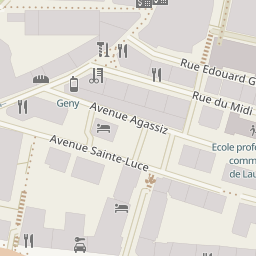 Rue Edouard G
Rue du Midi
Geny
Avenue Agassiz
Avenue Sainte-Luce
Ecole profe
comm
de Lau